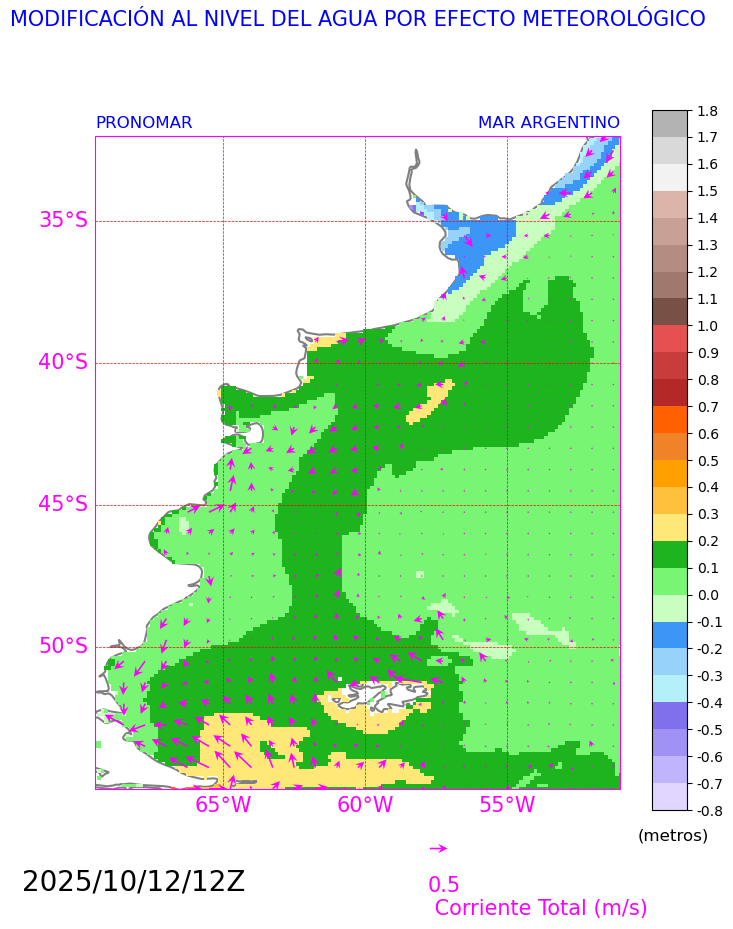 MODIFICACIÓN AL NIVEL DEL AGUA POR EFECTO METEOROLÓGICO
PRONOMAR MAR ARGENTINO
1.8
1.7
1.6
1.5
1.4
1.3
1.2
1.1
1.0
0.9
0.8
0.7
0.6
0.5
0.4
0.3
0.2
0.1
0.0
-0.1
-0.2
-0.3
-0.4
-0.5
-0.6
-0.7
-0.8
(metros)
35°S
40°S
45°S
50°S
65°W 60°W 55°W
2025/10/12/12Z
0.5
Corriente Total (m/s)